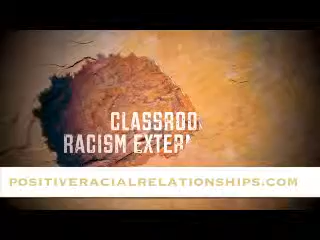 CLASSROO
RACISM EXTER
POSITIVERACIALRELATIONSHIPS.COM